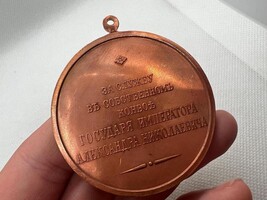 ЗА СЛУЖБУ
ВЪ СОБСТВЕННОМЪ
КОНВОѢ
ГОСУДАРЯ ИМПЕРАТОРА
АЛЕКСАНДРА НИКОЛАЕВИЧА